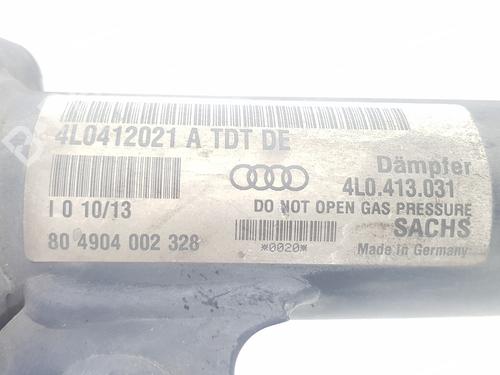 4L0412021 A TDT DE
Dämpfer
4L0.413.031
I 0 10/13
DO NOT OPEN GAS PRESSURE
80 4904 002 328
SACHS
*0020*
Made in Germany